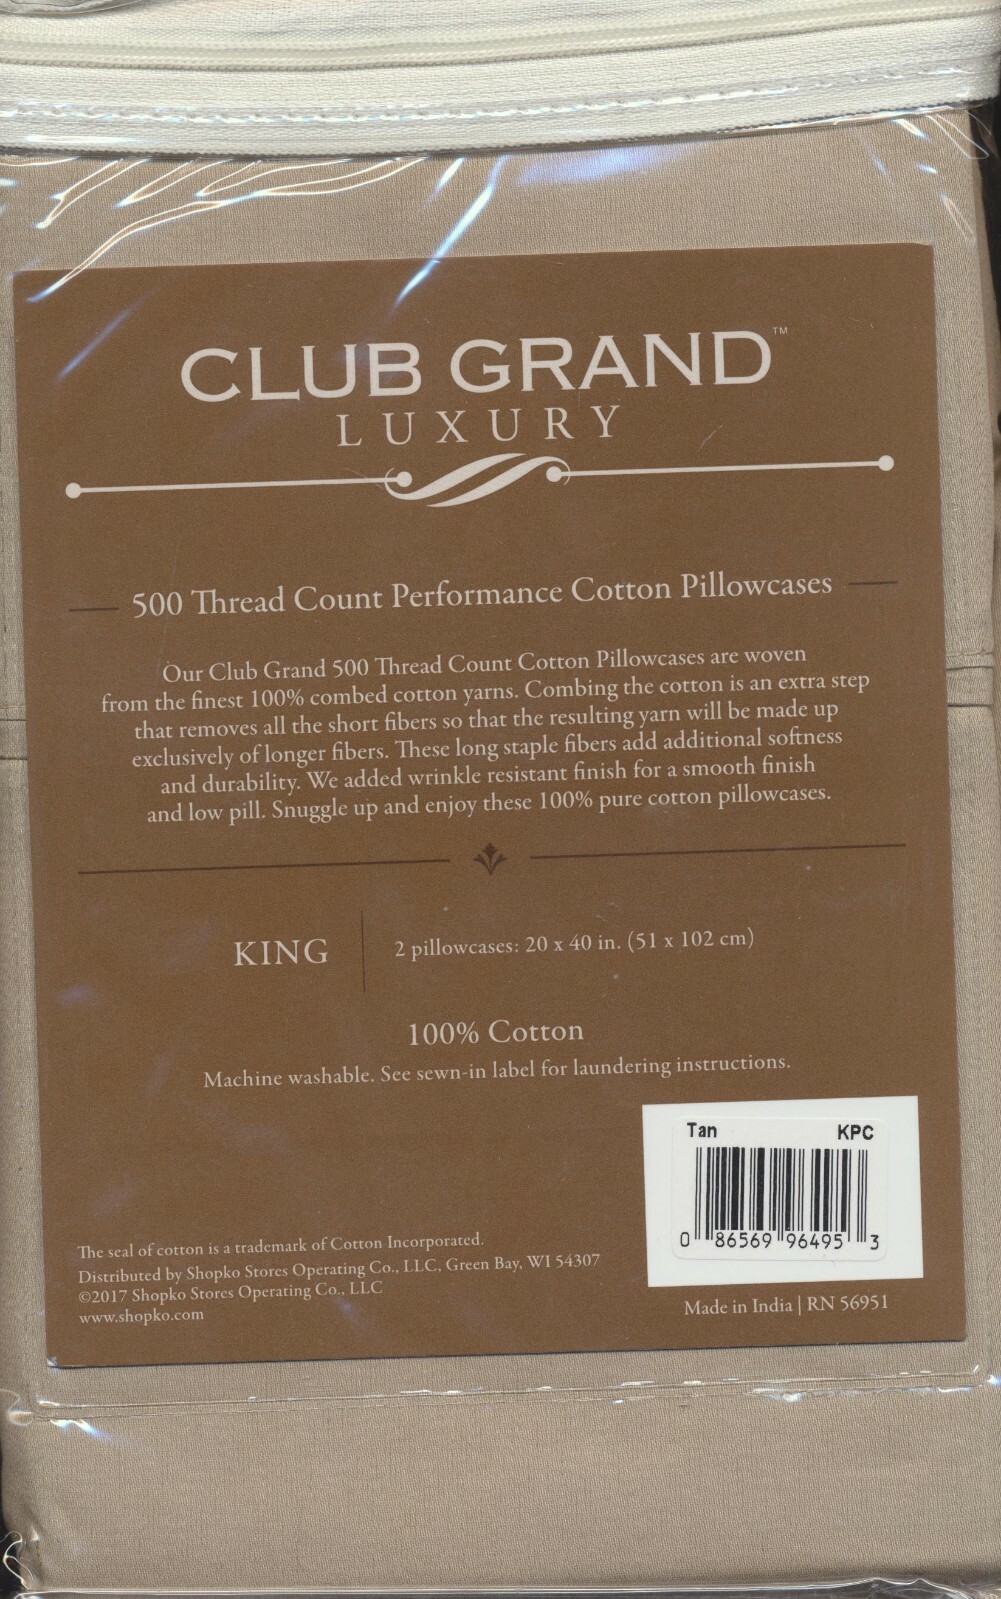 CLUB GRAND™
LUXURY
500 Thread Count Performance Cotton Pillowcases
Our Club Grand 500 Thread Count Cotton Pillowcases are woven
from the finest 100% combed cotton yarns. Combing the cotton is an extra step
that removes all the short fibers so that the resulting yarn will be made up
exclusively of longer fibers. These long staple fibers add additional softness
and durability. We added wrinkle resistant finish for a smooth finish
and low pill. Snuggle up and enjoy these 100% pure cotton pillowcases.
KING
2 pillowcases: 20 x 40 in. (51 x 102 cm)
100% Cotton
Machine washable. See sewn-in label for laundering instructions.
Tan KPC
0 86569 96495 3
The seal of cotton is a trademark of Cotton Incorporated.
Distributed by Shopko Stores Operating Co., LLC, Green Bay, WI 54307
©2017 Shopko Stores Operating Co., LLC
www.shopko.com
Made in India | RN 56951